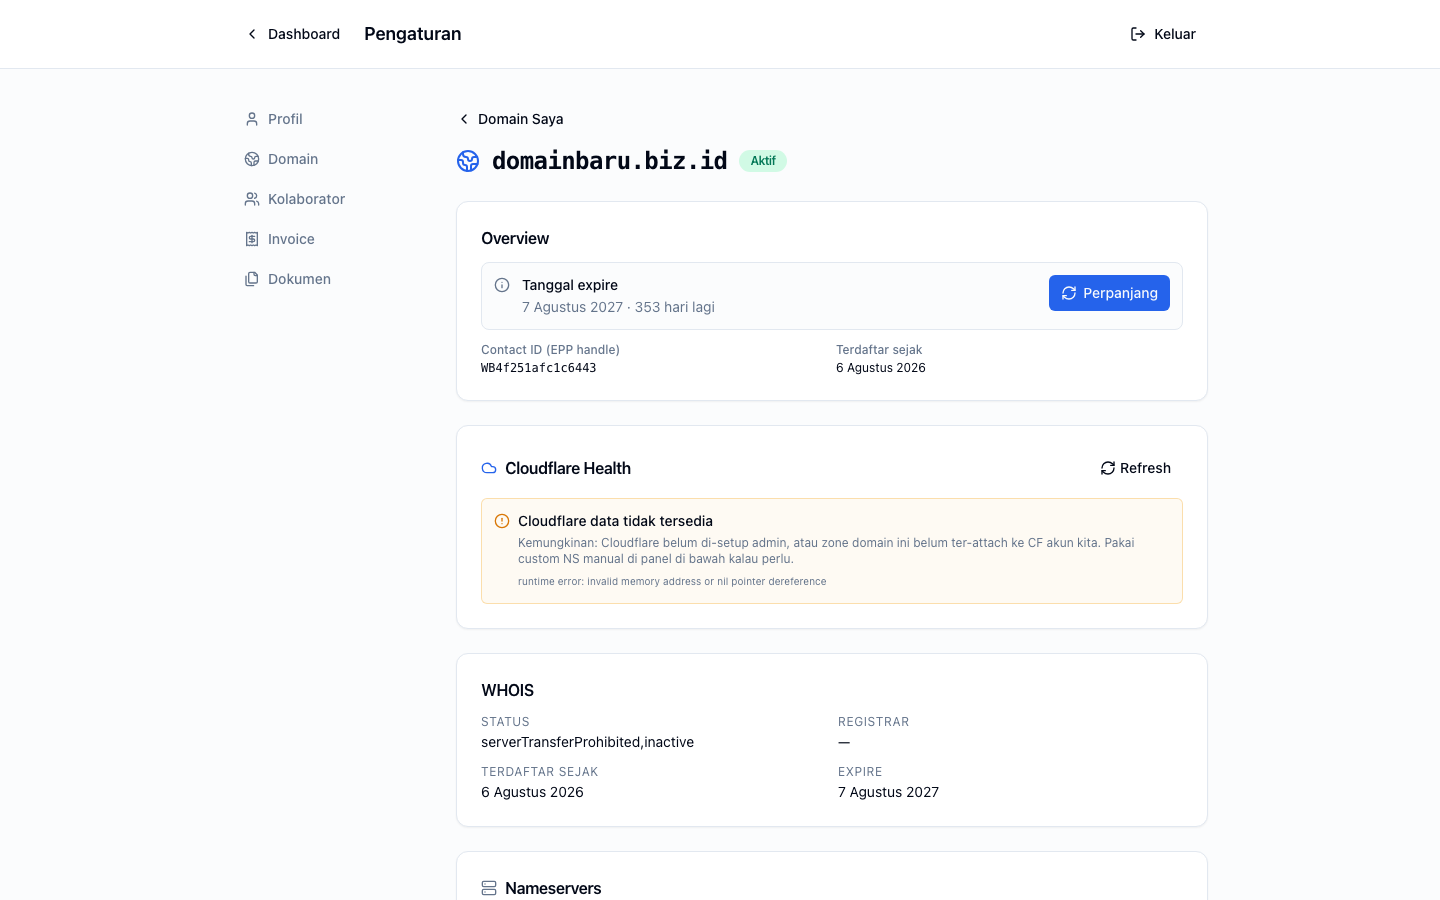 Dashboard
Pengaturan
Keluar
Profil
Domain
Kolaborator
Invoice
Dokumen
Domain Saya
domainbaru.biz.id
Aktif
Overview
Tanggal expire
7 Agustus 2027 · 353 hari lagi
Perpanjang
Contact ID (EPP handle)
WB4f251afc1c6443
Terdaftar sejak
6 Agustus 2026
Cloudflare Health
Refresh
Cloudflare data tidak tersedia
Kemungkinan: Cloudflare belum di-setup admin, atau zone domain ini belum ter-attach ke CF akun kita. Pakai
custom NS manual di panel di bawah kalau perlu.
runtime error: invalid memory address or nil pointer dereference
WHOIS
STATUS
serverTransferProhibited,inactive
REGISTRAR
—
TERDAFTAR SEJAK
6 Agustus 2026
EXPIRE
7 Agustus 2027
Nameservers